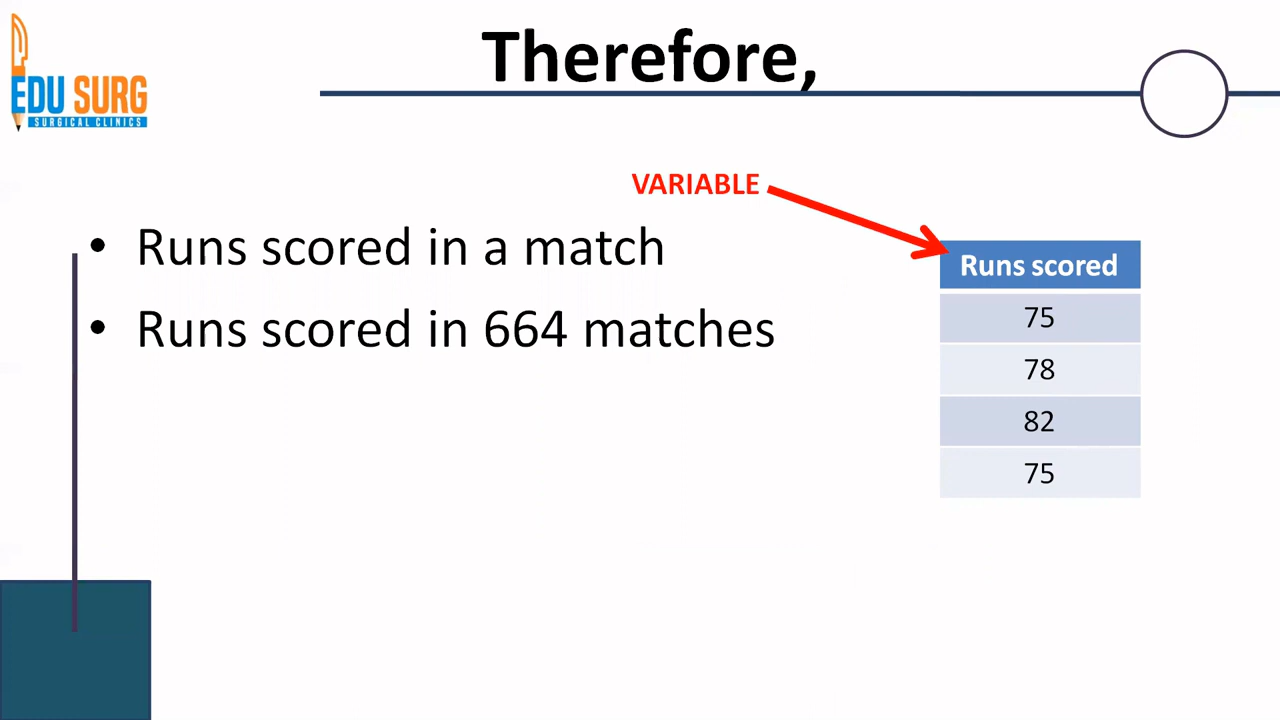 Therefore,
EDU SURG
SURGICAL CLINICS
VARIABLE
• Runs scored in a match
• Runs scored in 664 matches
Runs scored
75
78
82
75